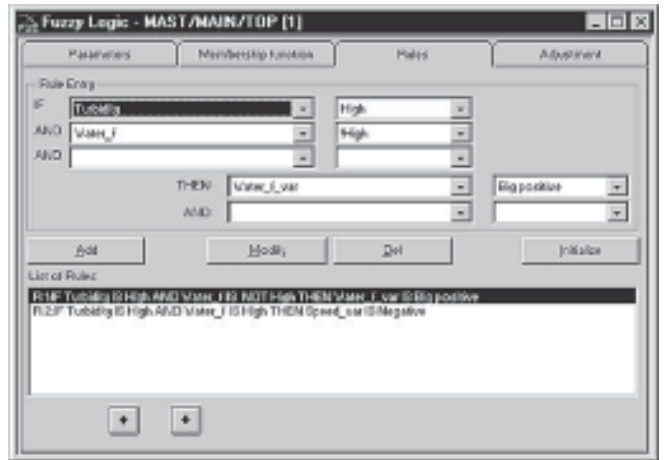 Fuzzy Logic - MAST/MAIN/TOP [1]
Parameters Membership function Rules Adjustment
Rule Entry
IF Turbidity High
AND Water_f !High
AND
THEN Water_f_var Big positive
AND
Add Modify Del Initialize
List of Rules
R:1:IF Turbidity IS High AND Water_f IS NOT High THEN Water_f_var IS Big positive
R:2:IF Turbidity IS High AND Water_f IS High THEN Speed_var IS Negative